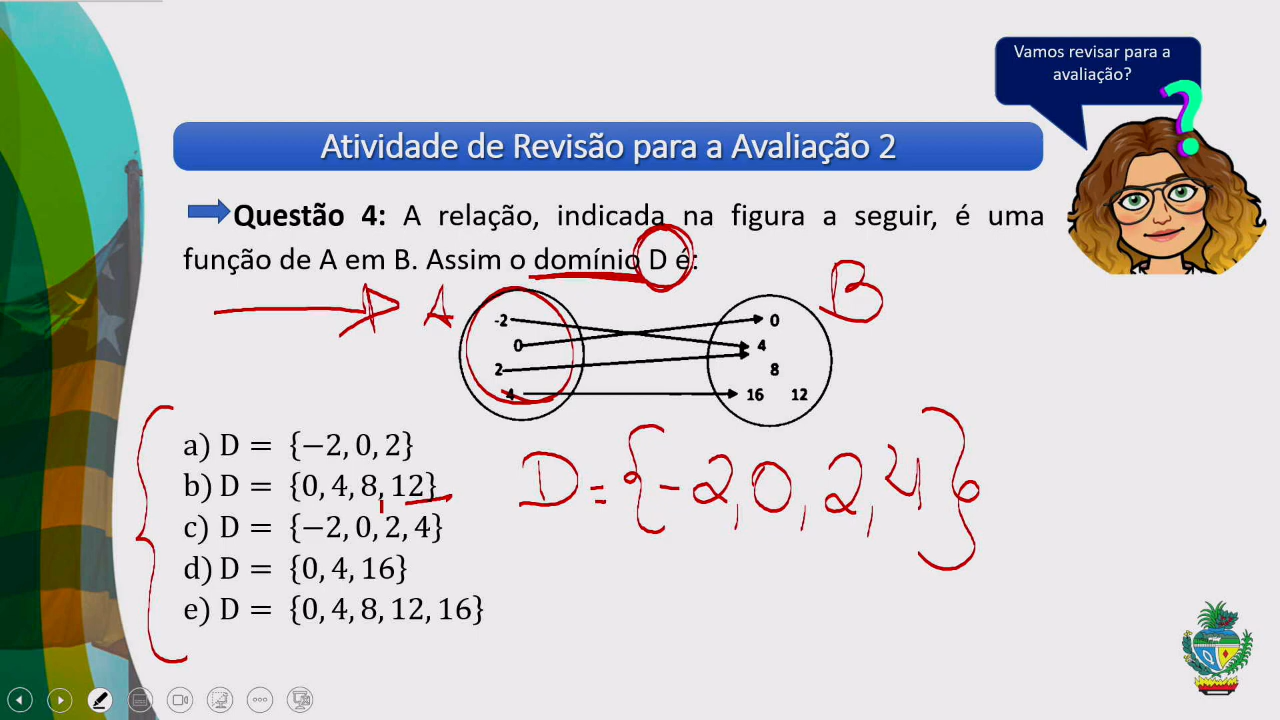 Vamos revisar para a
avaliação?
Atividade de Revisão para a Avaliação 2
Questão 4: A relação, indicada na figura a seguir, é uma
função de A em B. Assim o domínio D é:
A
B
-2
0
2
4
0
4
8
16 12
a) D = {−2, 0, 2}
b) D = {0, 4, 8, 12}
c) D = {−2, 0, 2, 4}
d) D = {0, 4, 16}
e) D = {0, 4, 8, 12, 16}
D = {-2, 0, 2, 4}